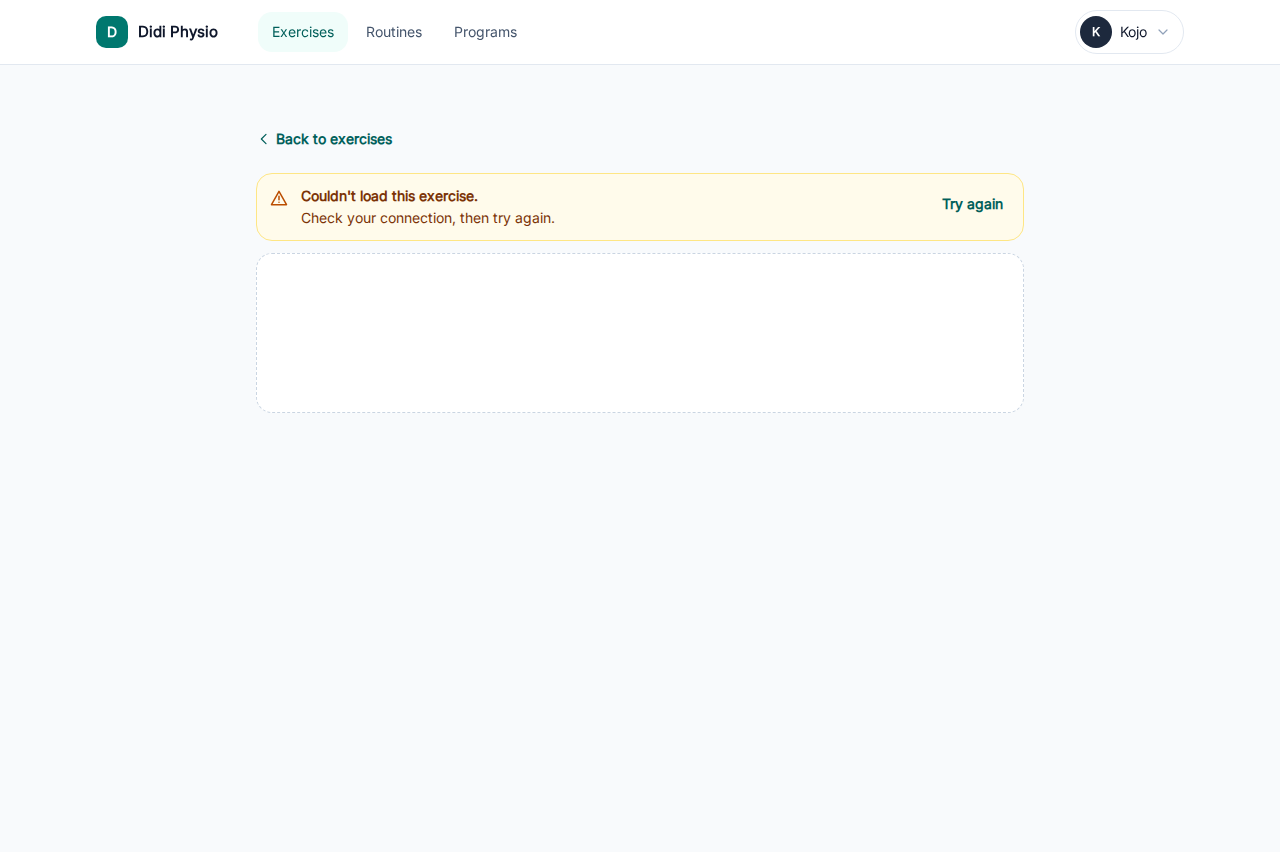 D
Didi Physio
Exercises
Routines
Programs
K
Kojo
Back to exercises
Couldn't load this exercise.
Check your connection, then try again.
Try again